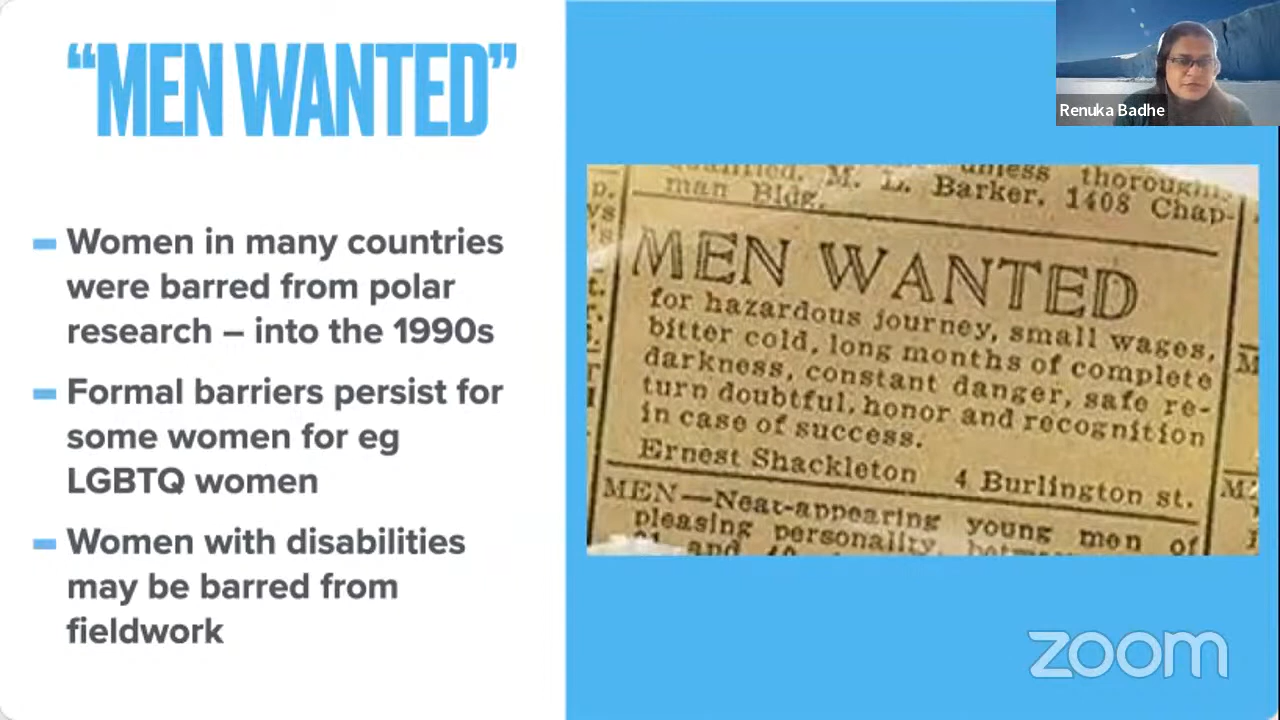 “MEN WANTED”
Women in many countries
were barred from polar
research – into the 1990s
Formal barriers persist for
some women for eg
LGBTQ women
Women with disabilities
may be barred from
fieldwork
Renuka Badhe
unless
man Bldg. M. L. Barker, 1408 Chap-
MEN WANTED
for hazardous journey, small wages,
bitter cold, long months of complete
darkness, constant danger, safe re-
turn doubtful, honor and recognition
in case of success.
Ernest Shackleton 4 Burlington st.
MEN—Neat-appearing young men of
pleasing personality,
zoom